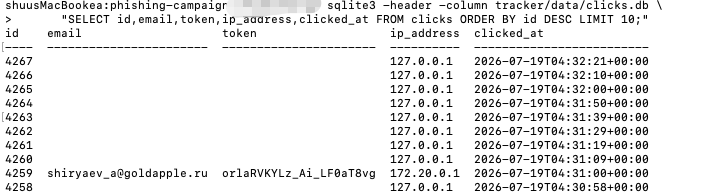 shuusMacBookea:phishing-campaigr sqlite3 -header -column tracker/data/clicks.db \
> "SELECT id,email,token,ip_address,clicked_at FROM clicks ORDER BY id DESC LIMIT 10;"
id email token ip_address clicked_at
---- --------------------- ---------------------- ---------- -------------------------
4267 127.0.0.1 2026-07-19T04:32:21+00:00
4266 127.0.0.1 2026-07-19T04:32:10+00:00
4265 127.0.0.1 2026-07-19T04:32:00+00:00
4264 127.0.0.1 2026-07-19T04:31:50+00:00
4263 127.0.0.1 2026-07-19T04:31:39+00:00
4262 127.0.0.1 2026-07-19T04:31:29+00:00
4261 127.0.0.1 2026-07-19T04:31:19+00:00
4260 127.0.0.1 2026-07-19T04:31:09+00:00
4259 shiryaev_a@goldapple.ru orlaRVKYLz_Ai_LF0aT8vg 172.20.0.1 2026-07-19T04:31:00+00:00
4258 127.0.0.1 2026-07-19T04:30:58+00:00